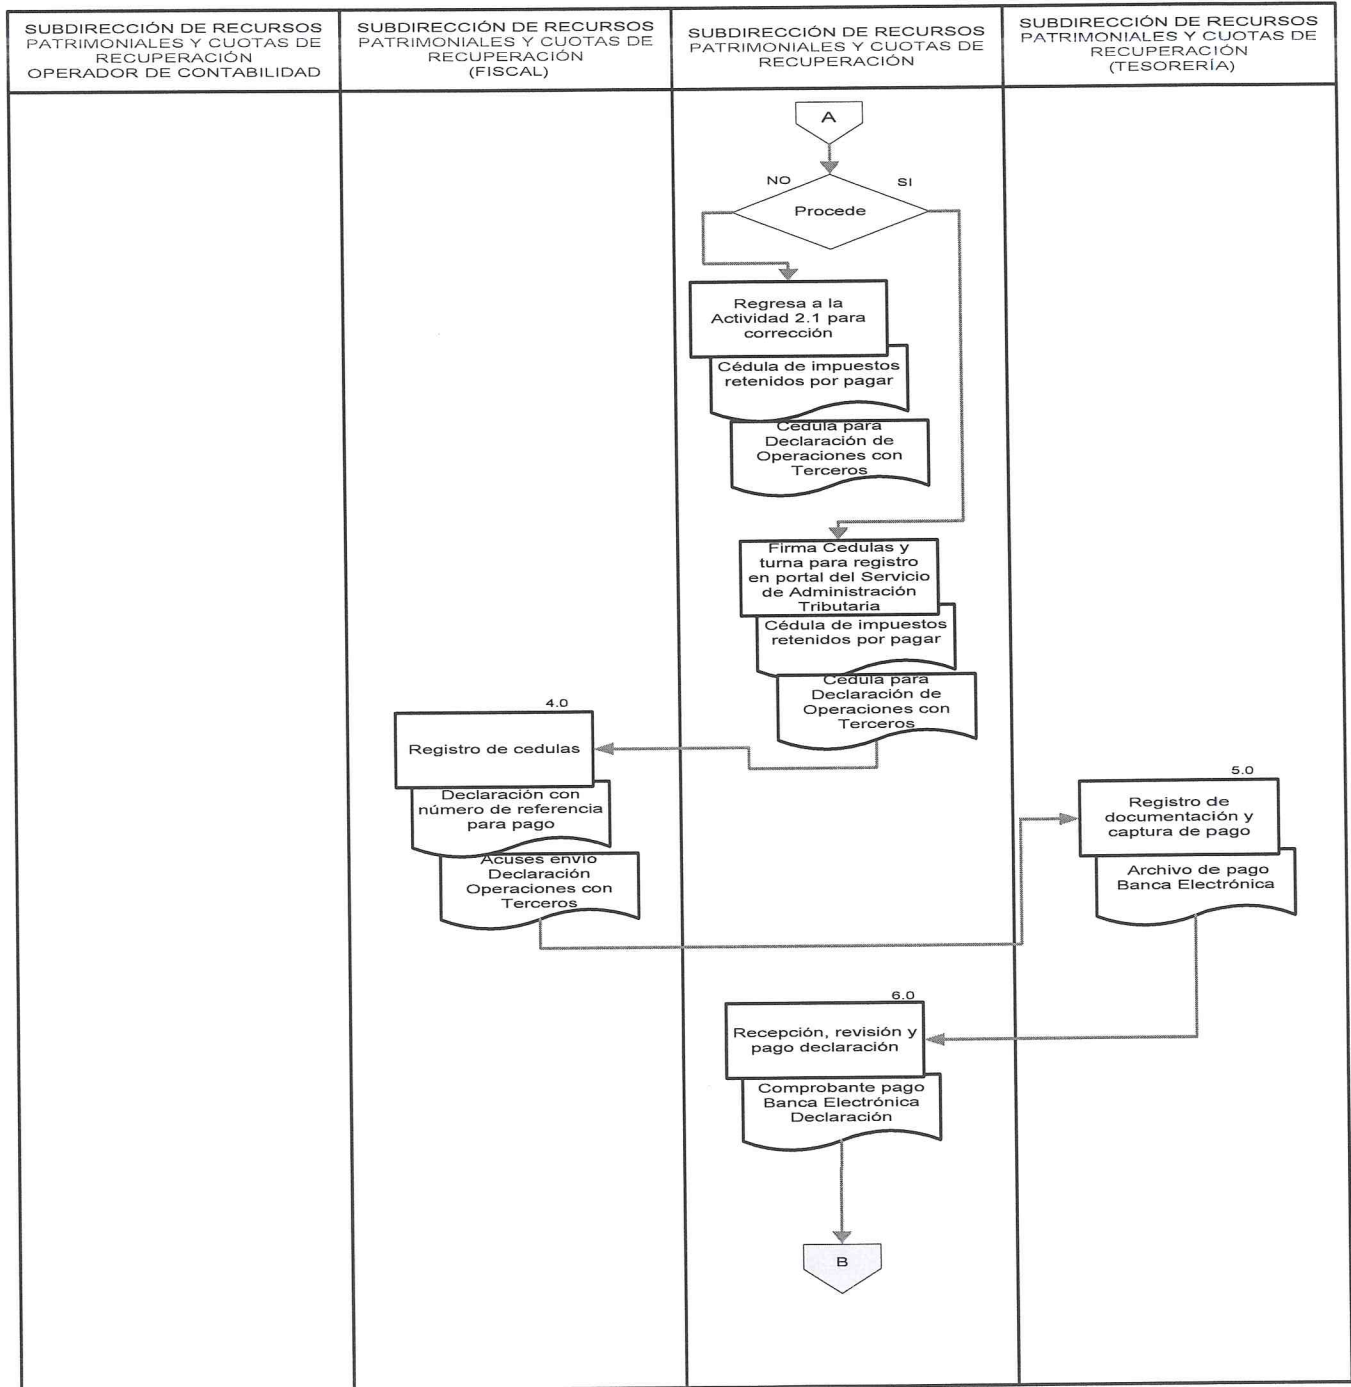 SUBDIRECCIÓN DE RECURSOS
PATRIMONIALES Y CUOTAS DE
RECUPERACIÓN
OPERADOR DE CONTABILIDAD
SUBDIRECCIÓN DE RECURSOS
PATRIMONIALES Y CUOTAS DE
RECUPERACIÓN
(FISCAL)
SUBDIRECCIÓN DE RECURSOS
PATRIMONIALES Y CUOTAS DE
RECUPERACIÓN
SUBDIRECCIÓN DE RECURSOS
PATRIMONIALES Y CUOTAS DE
RECUPERACIÓN
(TESORERÍA)
A
NO
SI
Procede
Regresa a la
Actividad 2.1 para
corrección
Cédula de impuestos
retenidos por pagar
Cedula para
Declaración de
Operaciones con
Terceros
Firma Cedulas y
turna para registro
en portal del Servicio
de Administración
Tributaria
Cédula de impuestos
retenidos por pagar
Cedula para
Declaración de
Operaciones con
Terceros
4.0
Registro de cedulas
Declaración con
número de referencia
para pago
Acuses envío
Declaración
Operaciones con
Terceros
5.0
Registro de
documentación y
captura de pago
Archivo de pago
Banca Electrónica
6.0
Recepción, revisión y
pago declaración
Comprobante pago
Banca Electrónica
Declaración
B